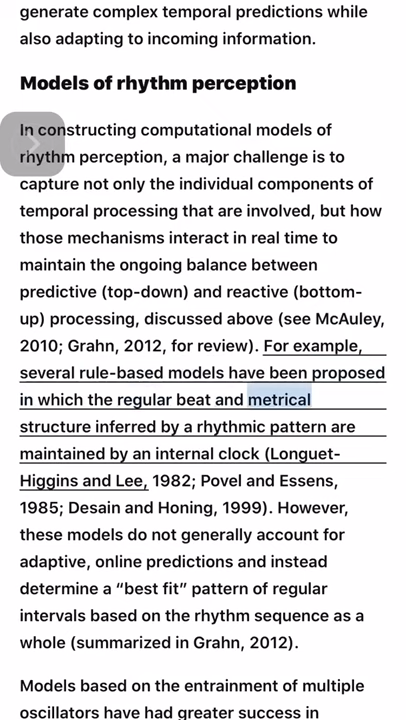 generate complex temporal predictions while
also adapting to incoming information.
Models of rhythm perception
In constructing computational models of
rhythm perception, a major challenge is to
capture not only the individual components of
temporal processing that are involved, but how
those mechanisms interact in real time to
maintain the ongoing balance between
predictive (top-down) and reactive (bottom-
up) processing, discussed above (see McAuley,
2010; Grahn, 2012, for review). For example,
several rule-based models have been proposed
in which the regular beat and metrical
structure inferred by a rhythmic pattern are
maintained by an internal clock (Longuet-
Higgins and Lee, 1982; Povel and Essens,
1985; Desain and Honing, 1999). However,
these models do not generally account for
adaptive, online predictions and instead
determine a “best fit” pattern of regular
intervals based on the rhythm sequence as a
whole (summarized in Grahn, 2012).
Models based on the entrainment of multiple
oscillators have had greater success in